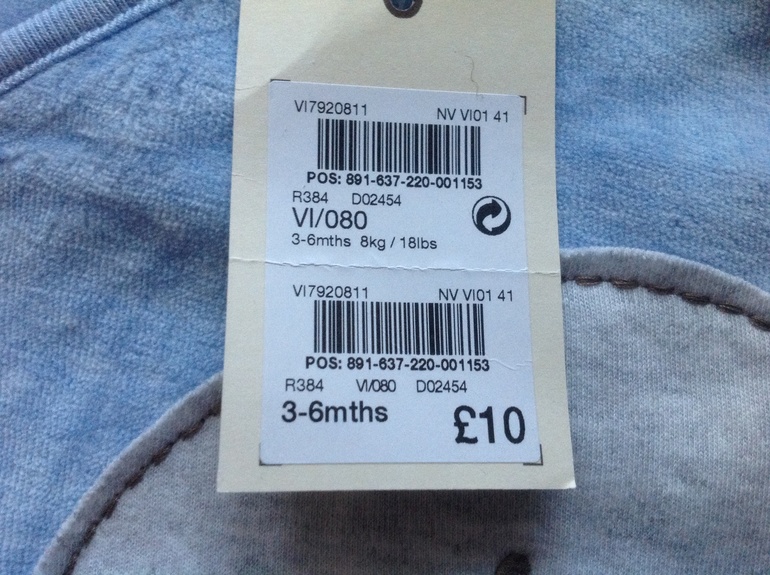 VI7920811 NV VI01 41
POS: 891-637-220-001153
R384 D02454
VI/080
3-6mths 8kg / 18lbs
VI7920811 NV VI01 41
POS: 891-637-220-001153
R384 VI/080 D02454
3-6mths £10